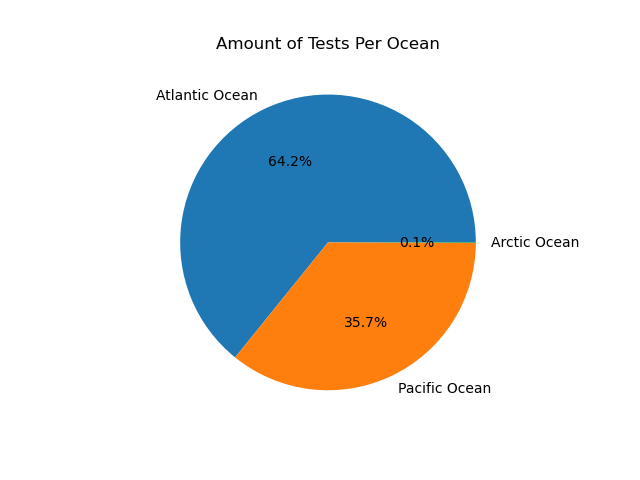 Amount of Tests Per Ocean
Atlantic Ocean
64.2%
0.1%
Arctic Ocean
35.7%
Pacific Ocean